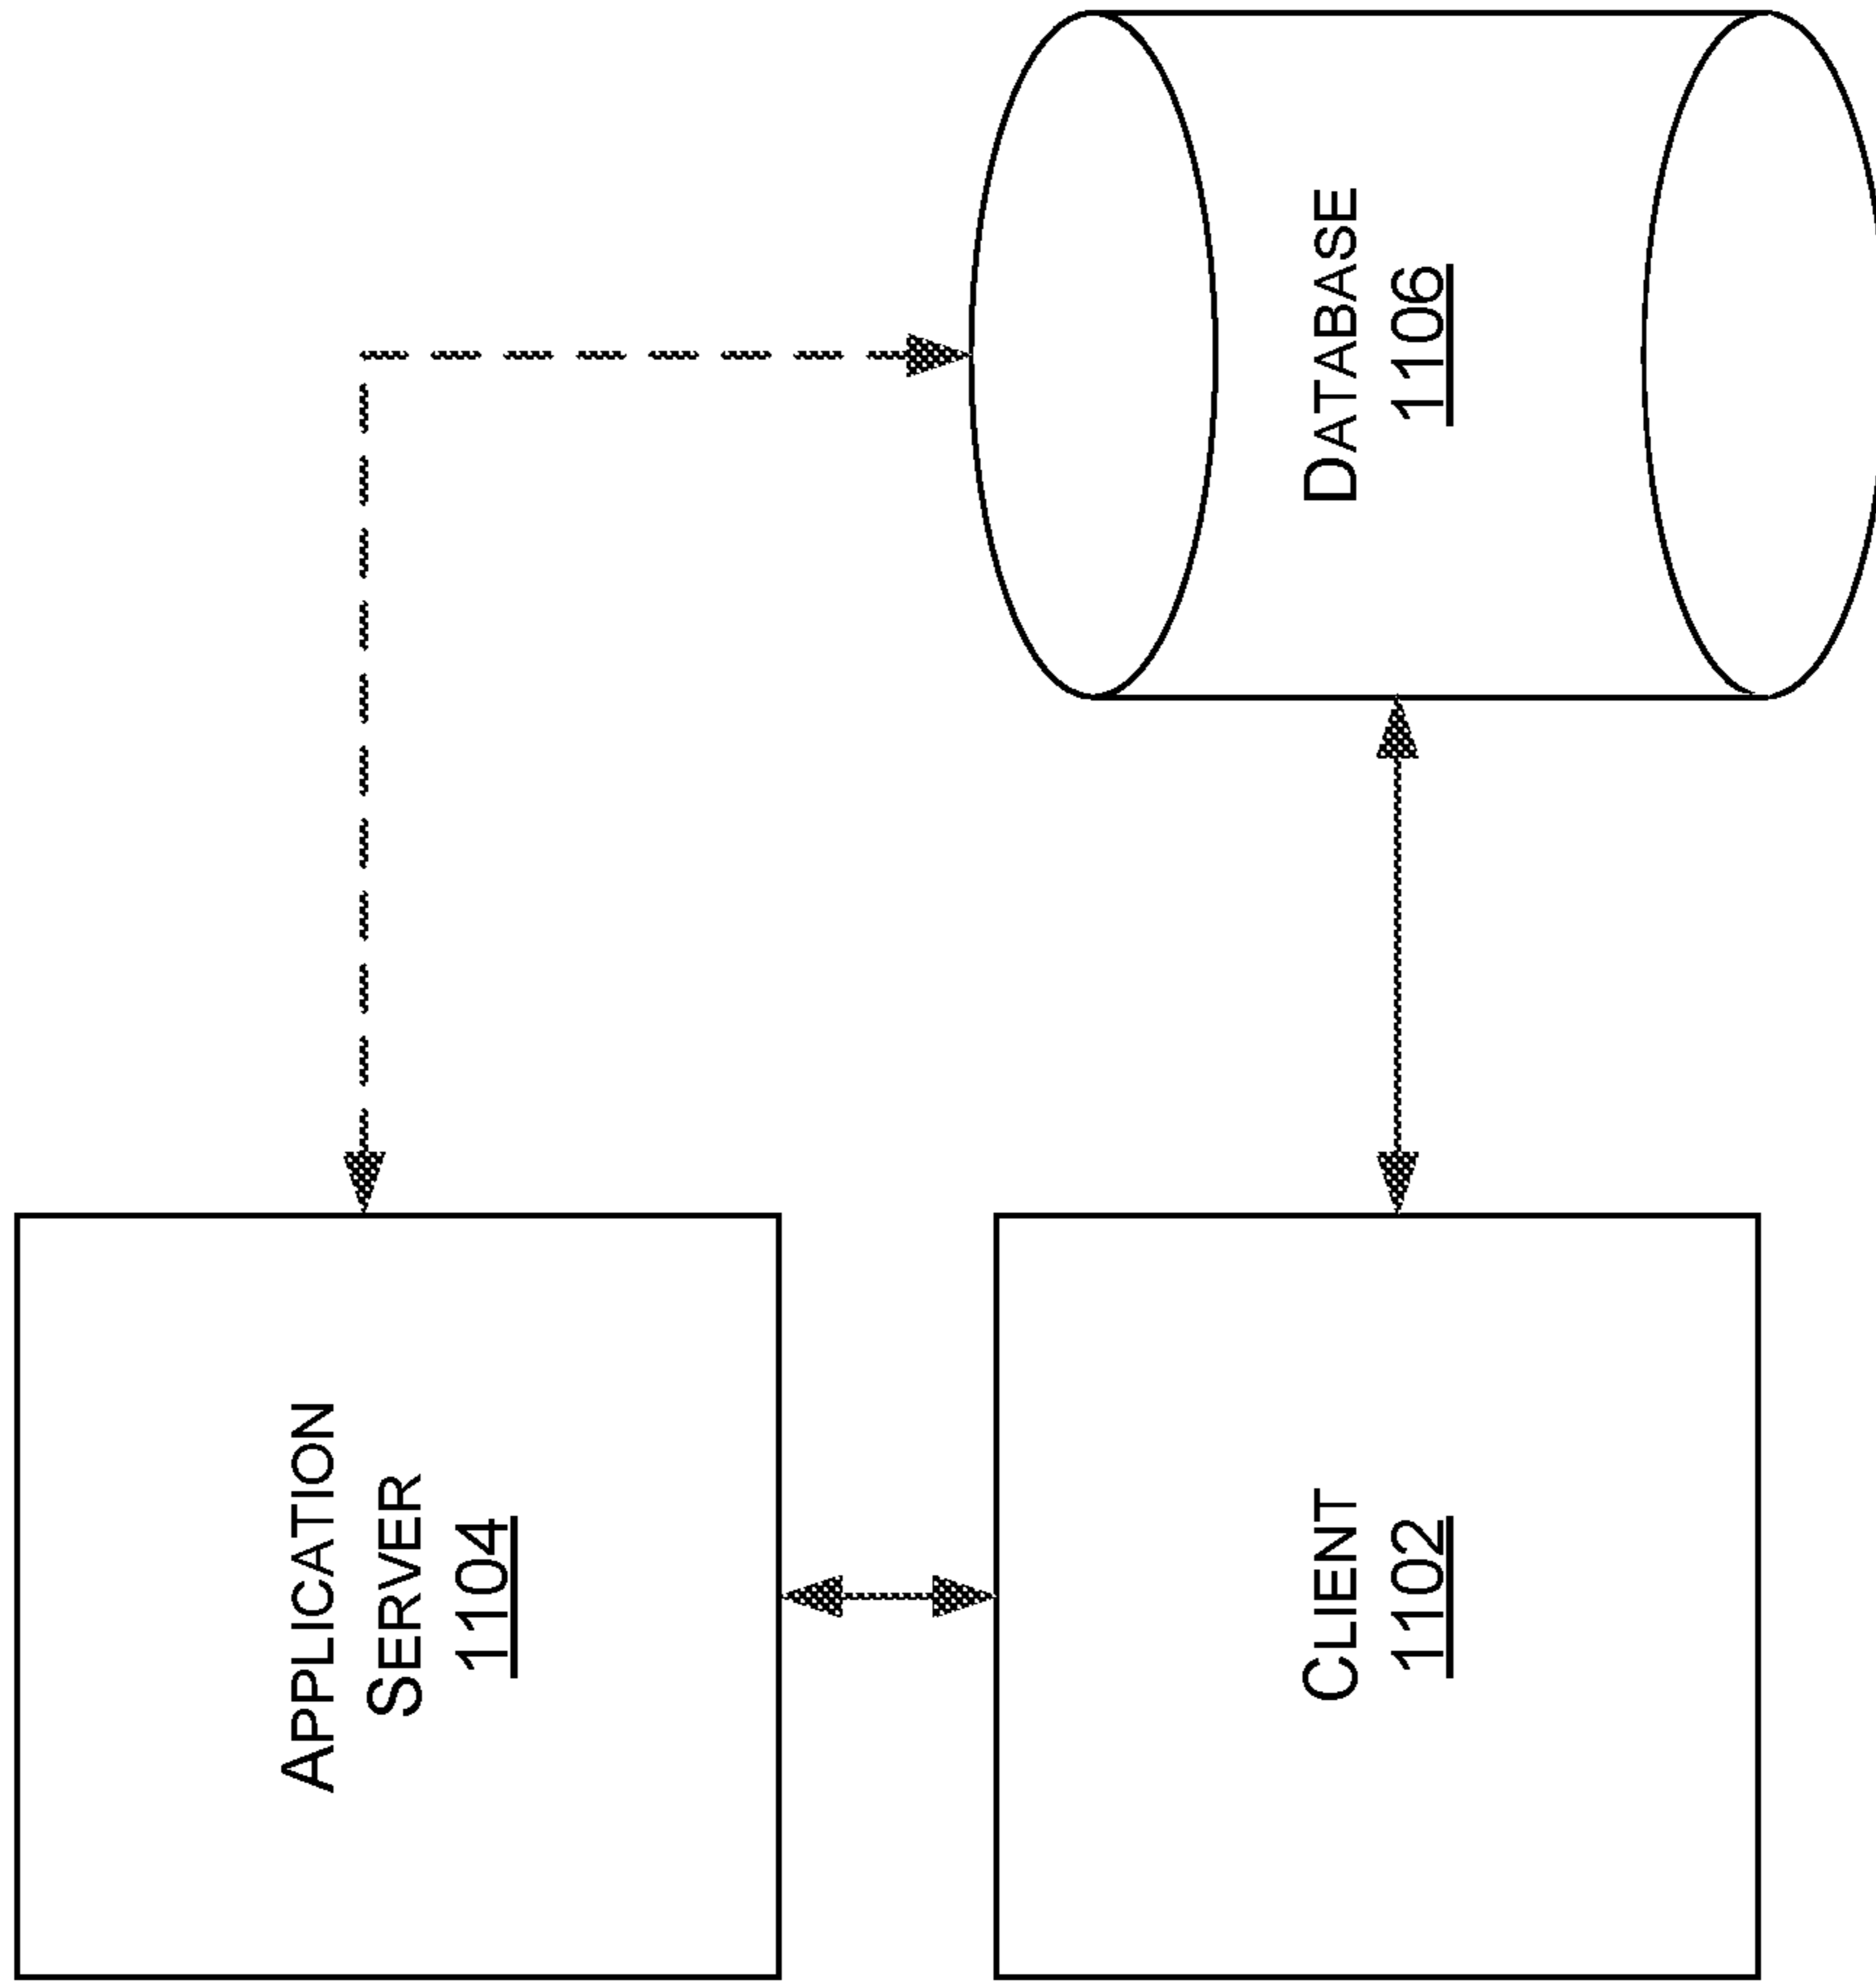 APPLICATION
SERVER
1104
CLIENT
1102
DATABASE
1106